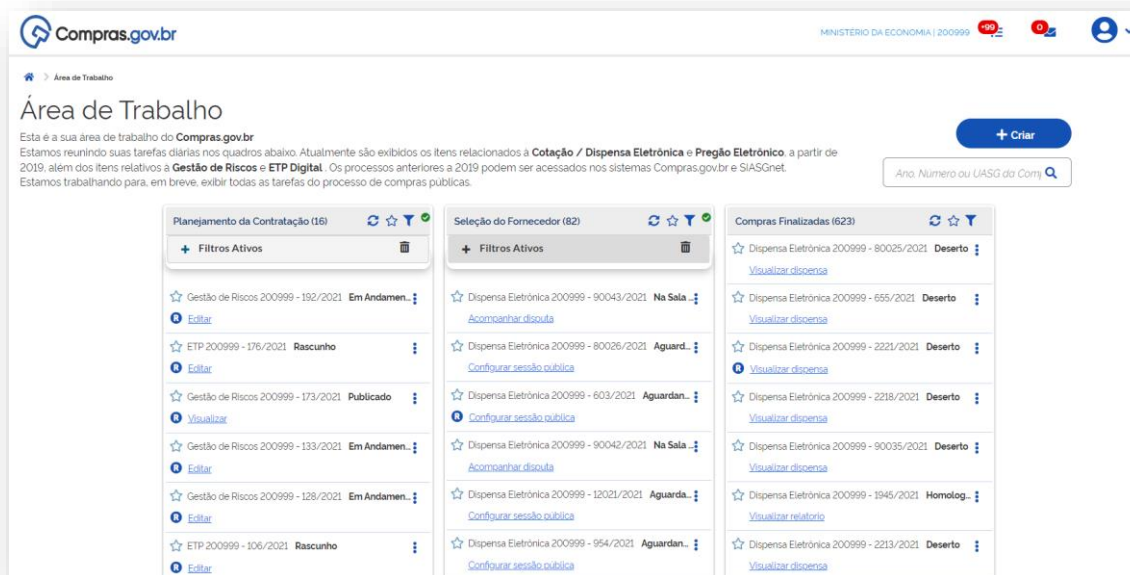 Compras.gov.br
MINISTÉRIO DA ECONOMIA | 200999
+99
0
Área de Trabalho
Área de Trabalho
Esta é a sua área de trabalho do Compras.gov.br
Estamos reunindo suas tarefas diárias nos quadros abaixo. Atualmente são exibidos os itens relacionados à Cotação / Dispensa Eletrônica e Pregão Eletrônico, a partir de
2019, além dos itens relativos à Gestão de Riscos e ETP Digital. Os processos anteriores a 2019 podem ser acessados nos sistemas Compras.gov.br e SIASGnet.
Estamos trabalhando para, em breve, exibir todas as tarefas do processo de compras públicas.
+ Criar
Ano, Número ou UASG da Com
Planejamento da Contratação (16)
+ Filtros Ativos
Gestão de Riscos 200999 - 192/2021 Em Andamen...
R Editar
ETP 200999 - 176/2021 Rascunho
R Editar
Gestão de Riscos 200999 - 173/2021 Publicado
R Visualizar
Gestão de Riscos 200999 - 133/2021 Em Andamen...
R Editar
Gestão de Riscos 200999 - 128/2021 Em Andamen...
R Editar
ETP 200999 - 106/2021 Rascunho
R Editar
Seleção do Fornecedor (82)
+ Filtros Ativos
Dispensa Eletrônica 200999 - 90043/2021 Na Sala ...
Acompanhar disputa
Dispensa Eletrônica 200999 - 80026/2021 Aguard...
Configurar sessão pública
Dispensa Eletrônica 200999 - 603/2021 Aguardan...
R Configurar sessão pública
Dispensa Eletrônica 200999 - 90042/2021 Na Sala ...
Acompanhar disputa
Dispensa Eletrônica 200999 - 12021/2021 Aguarda...
Configurar sessão pública
Dispensa Eletrônica 200999 - 954/2021 Aguardan...
Configurar sessão pública
Compras Finalizadas (623)
Dispensa Eletrônica 200999 - 80025/2021 Deserto
Visualizar dispensa
Dispensa Eletrônica 200999 - 655/2021 Deserto
Visualizar dispensa
Dispensa Eletrônica 200999 - 2221/2021 Deserto
R Visualizar dispensa
Dispensa Eletrônica 200999 - 2218/2021 Deserto
Visualizar dispensa
Dispensa Eletrônica 200999 - 90035/2021 Deserto
Visualizar dispensa
Dispensa Eletrônica 200999 - 1945/2021 Homolog...
Visualizar relatorio
Dispensa Eletrônica 200999 - 2213/2021 Deserto
Visualizar dispensa